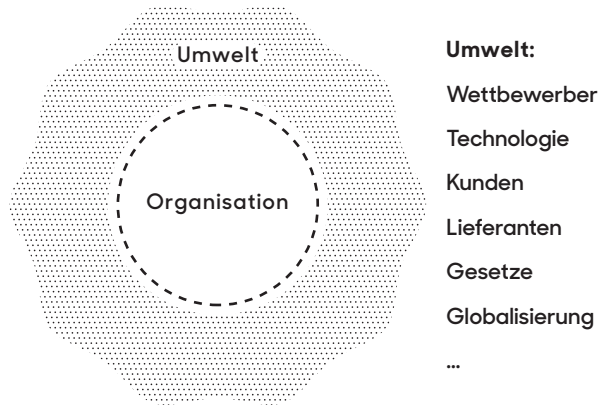 Umwelt
Organisation
Umwelt:
Wettbewerber
Technologie
Kunden
Lieferanten
Gesetze
Globalisierung
...